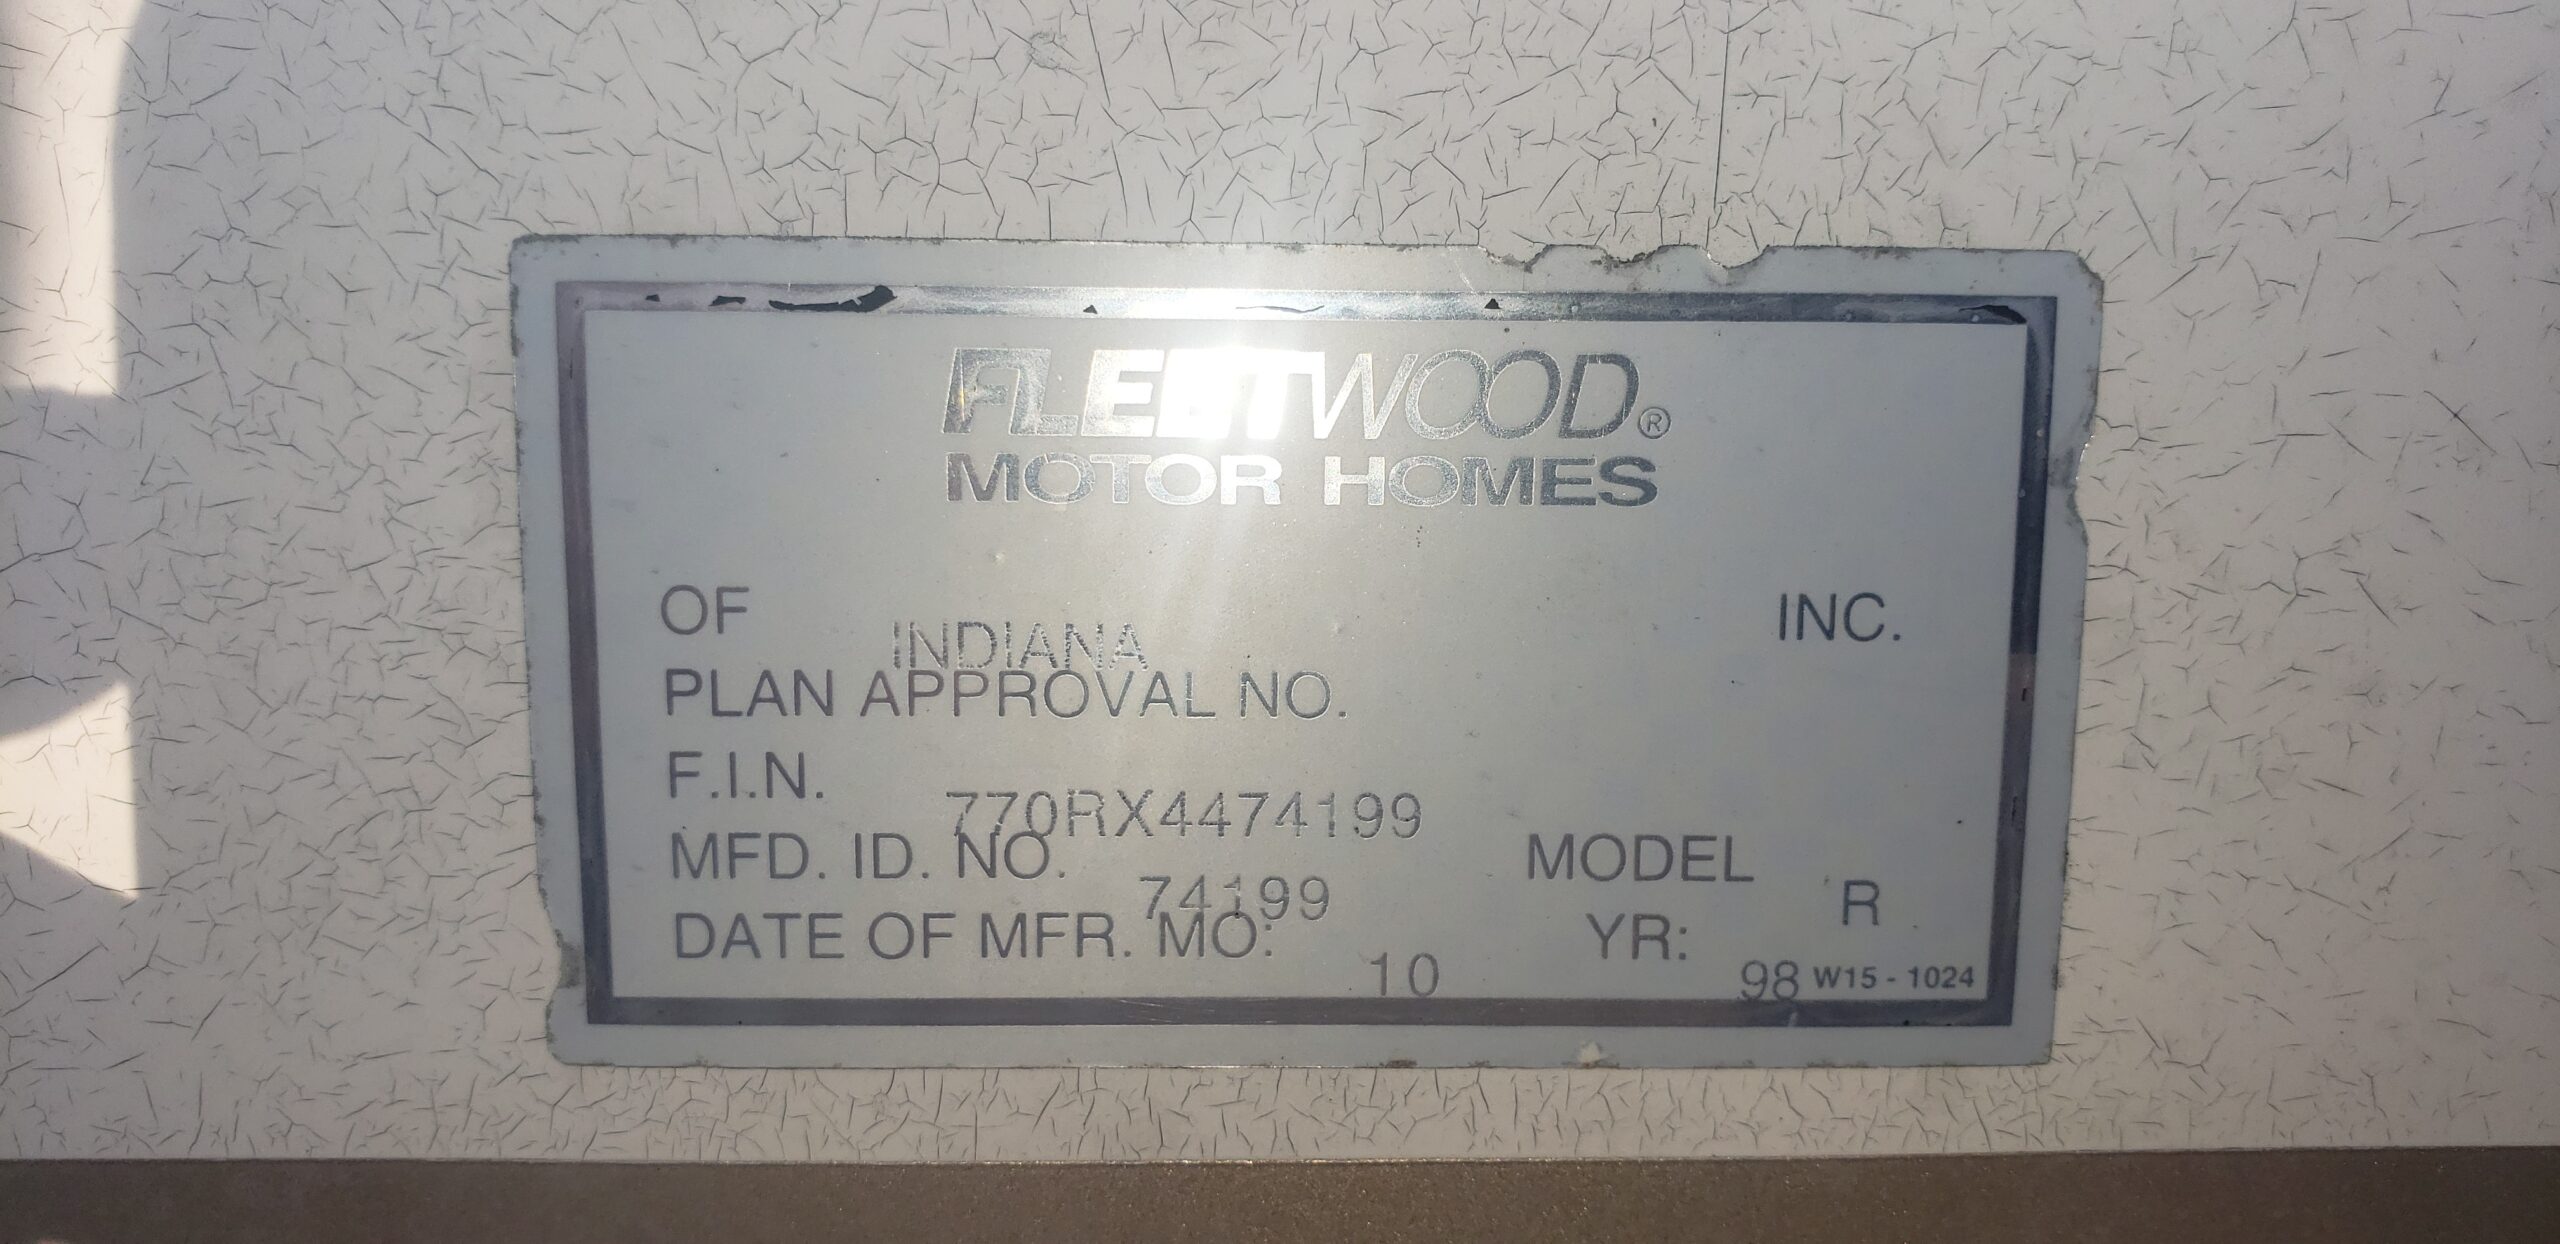 FLEETWOOD®
MOTOR HOMES
OF INDIANA INC.
PLAN APPROVAL NO.
F.I.N. 770RX4474199
MFD. ID. NO. 74199 MODEL R
DATE OF MFR. MO: 10 YR: 98 W15 - 1024